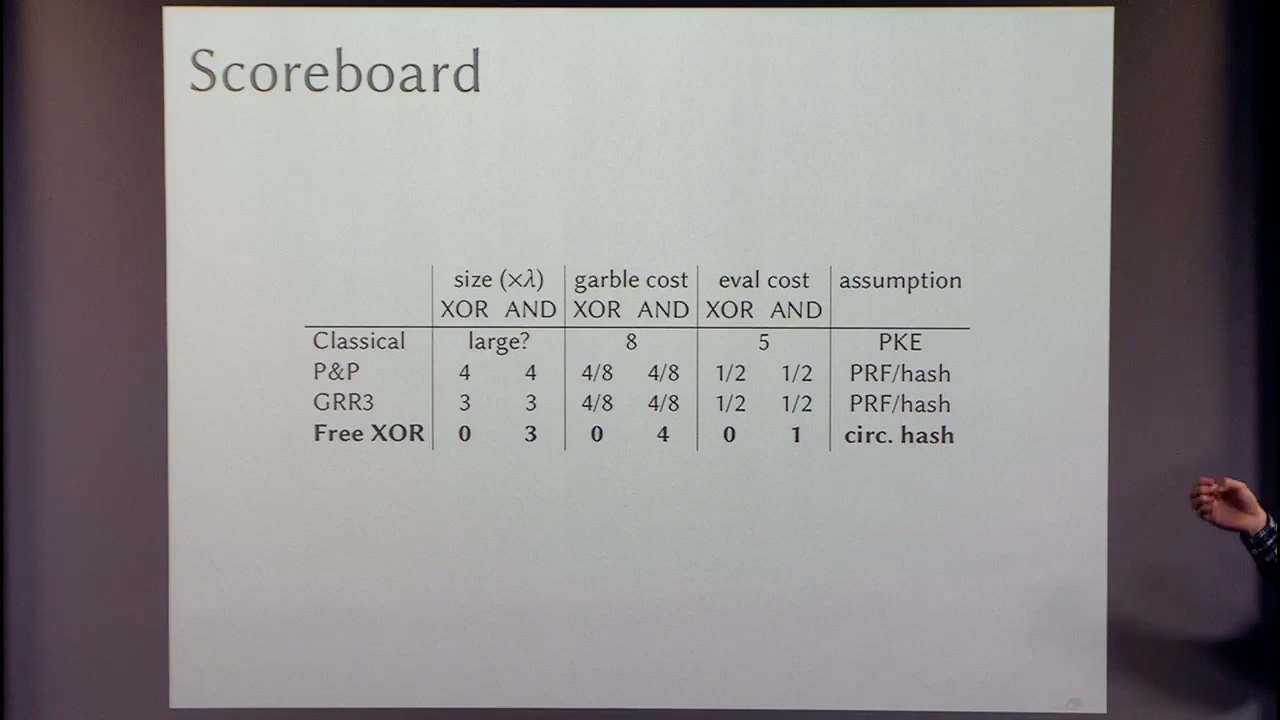 Scoreboard
size (×λ) garble cost eval cost assumption
XOR AND XOR AND XOR AND
Classical large? 8 5 PKE
P&P 4 4 4/8 4/8 1/2 1/2 PRF/hash
GRR3 3 3 4/8 4/8 1/2 1/2 PRF/hash
Free XOR 0 3 0 4 0 1 circ. hash